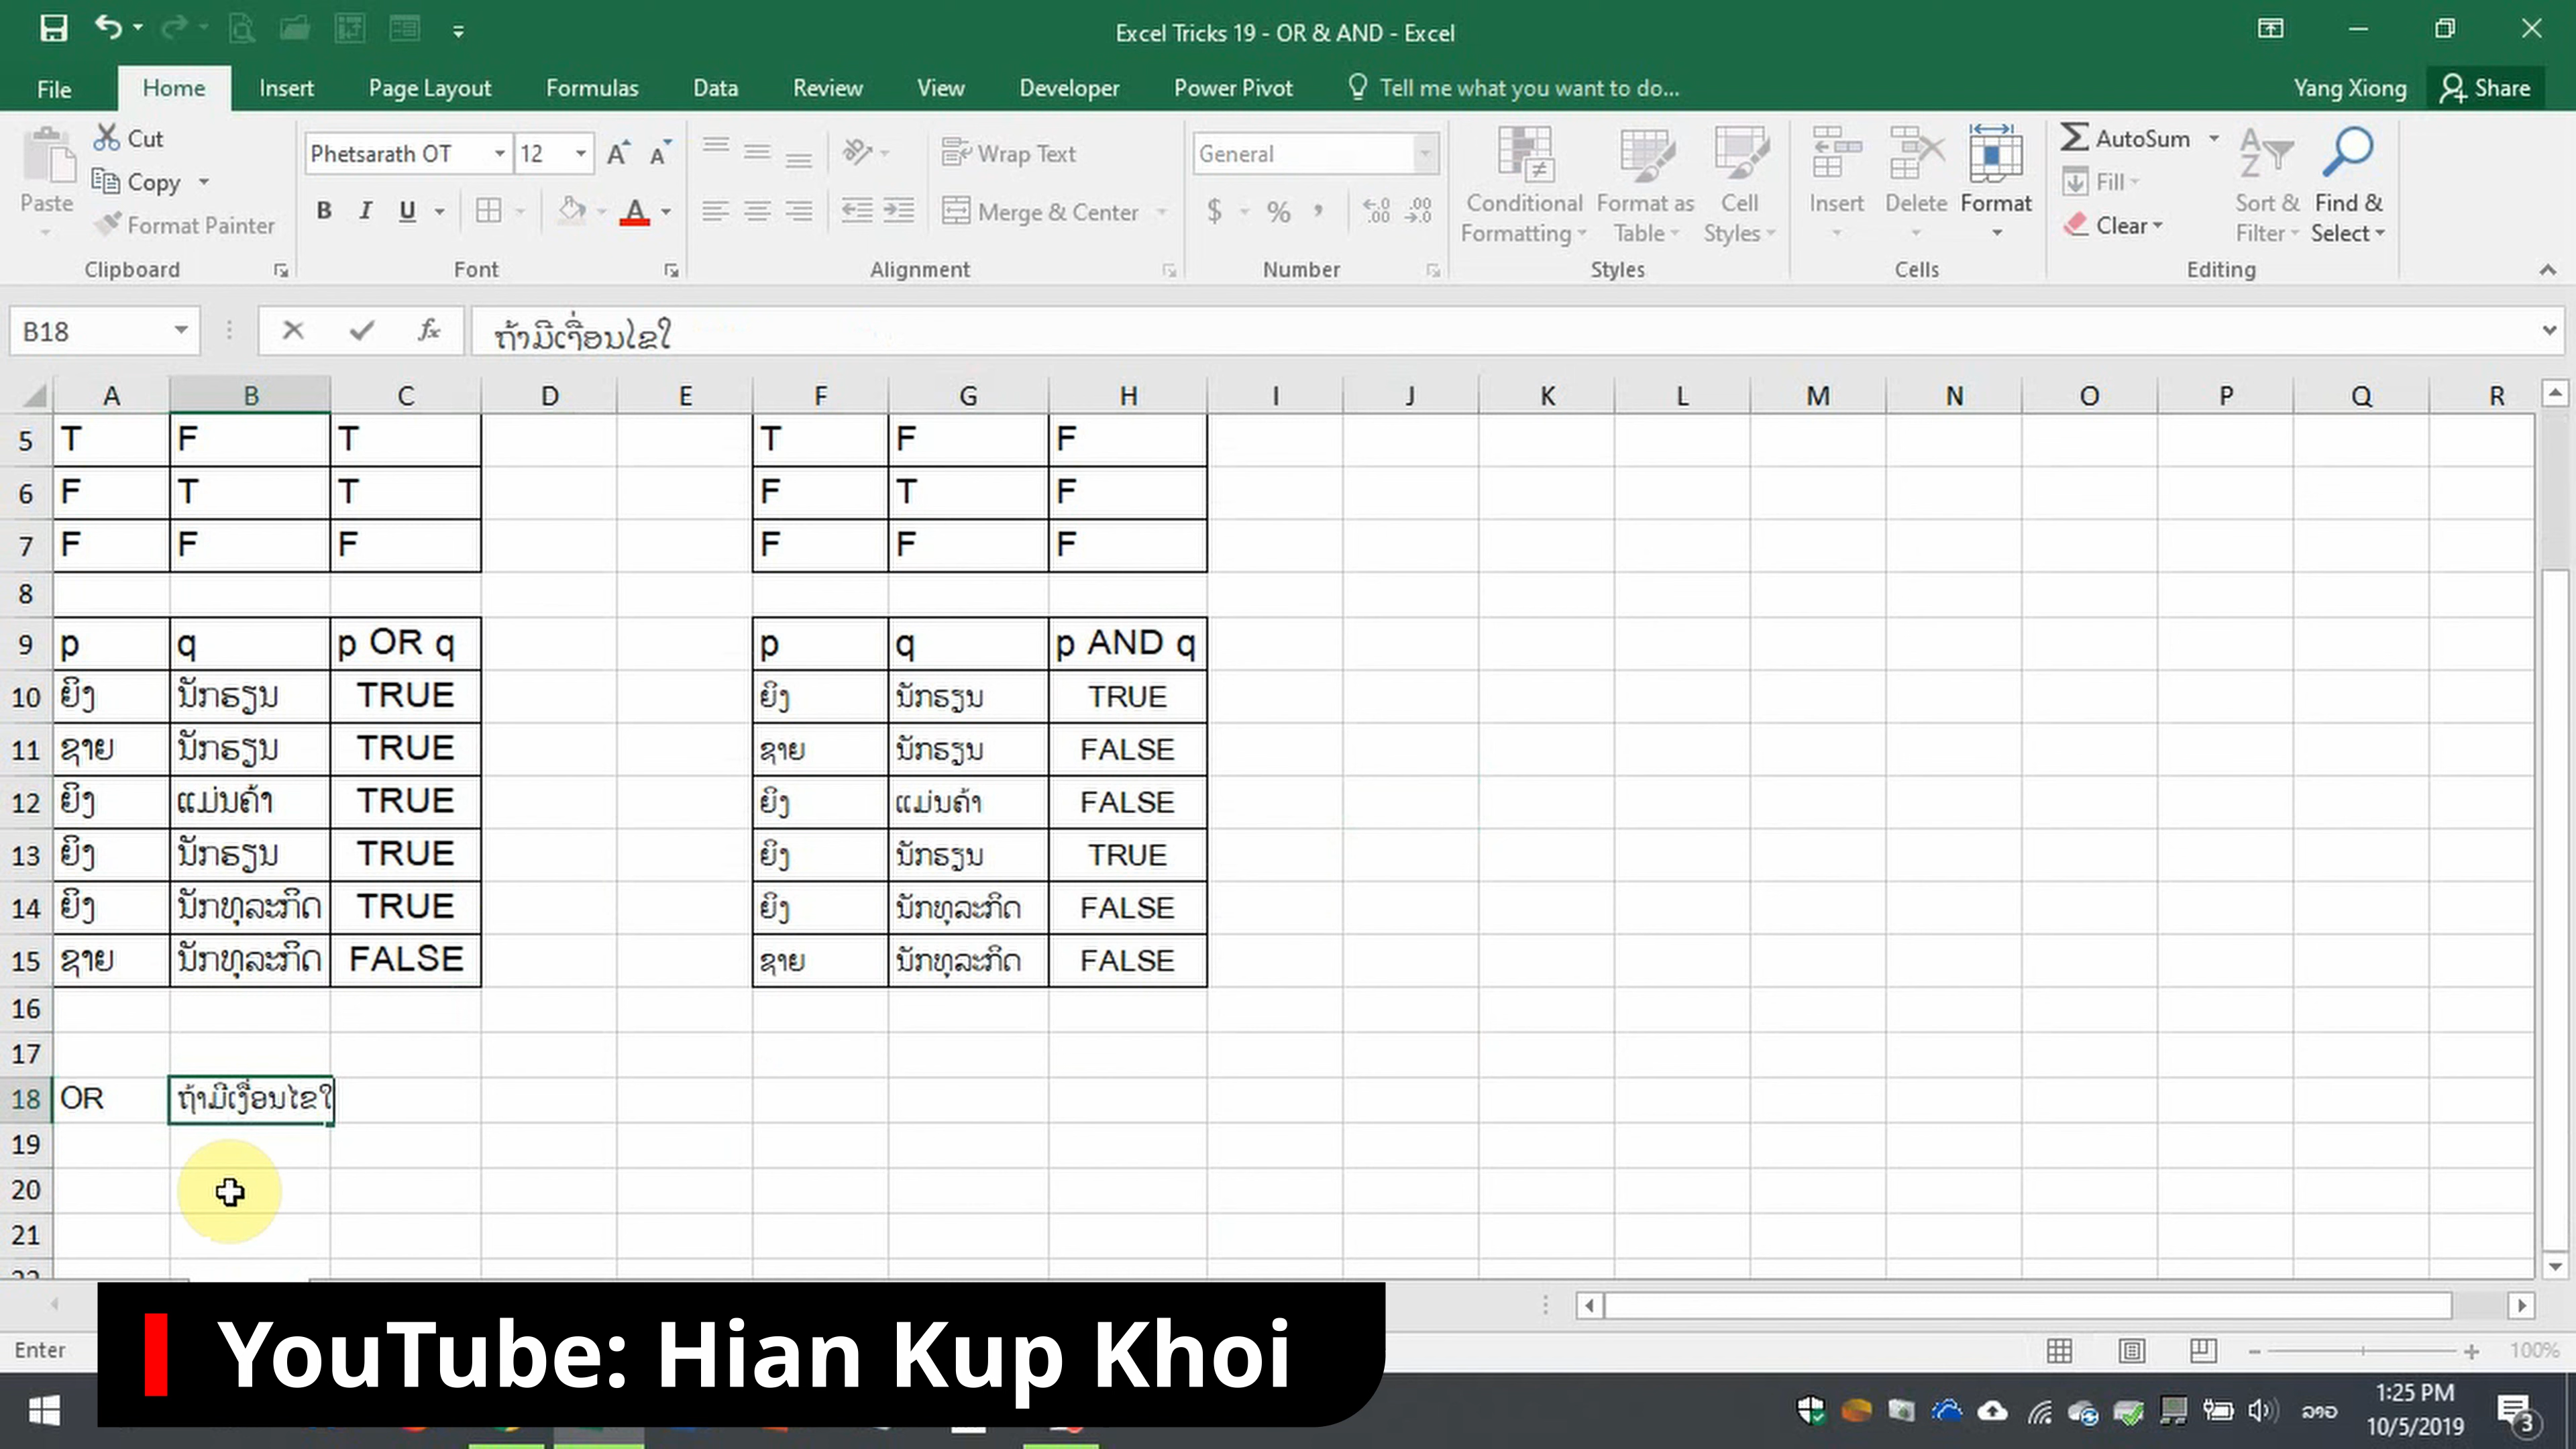 Excel Tricks 19 - OR & AND - Excel
File Home Insert Page Layout Formulas Data Review View Developer Power Pivot Tell me what you want to do... Yang Xiong Share
Paste
Cut
Copy
Format Painter
Clipboard
Phetsarath OT 12
B I U
Font
Wrap Text
Merge & Center
Alignment
General
$ % ,
Number
Conditional Formatting
Format as Table
Cell Styles
Styles
Insert Delete Format
Cells
AutoSum
Fill
Clear
Sort & Filter
Find & Select
Editing
B18 fx ຖ້າມີເງື່ອນໄຂໃ
A B C D E F G H I J K L M N O P Q R
5 T F T T F F
6 F T T F T F
7 F F F F F F
8
9 p q p OR q p q p AND q
10 ຍິງ ນັກຮຽນ TRUE ຍິງ ນັກຮຽນ TRUE
11 ຊາຍ ນັກຮຽນ TRUE ຊາຍ ນັກຮຽນ FALSE
12 ຍິງ ແມ່ນຄ້າ TRUE ຍິງ ແມ່ນຄ້າ FALSE
13 ຍິງ ນັກຮຽນ TRUE ຍິງ ນັກຮຽນ TRUE
14 ຍິງ ນັກທຸລະກິດ TRUE ຍິງ ນັກທຸລະກິດ FALSE
15 ຊາຍ ນັກທຸລະກິດ FALSE ຊາຍ ນັກທຸລະກິດ FALSE
16
17
18 OR ຖ້າມີເງື່ອນໄຂໃ
19
20
21
22
YouTube: Hian Kup Khoi
Enter 100%
ລາວ 1:25 PM
10/5/2019 3